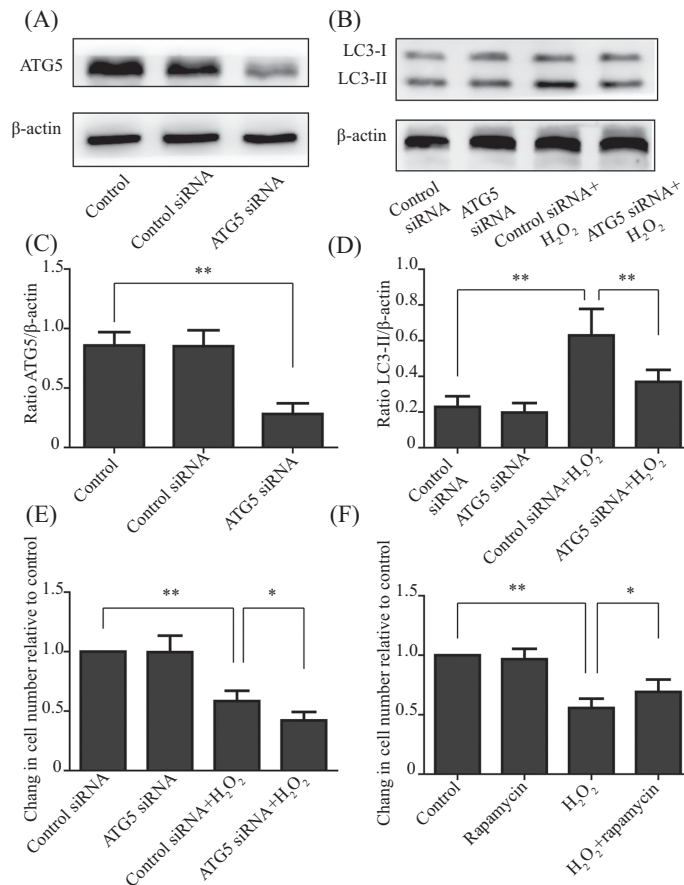 (A)
ATG5
β-actin
Control
Control siRNA
ATG5 siRNA
(B)
LC3-I
LC3-II
β-actin
Control
siRNA
ATG5
siRNA
Control siRNA+
H₂O₂
ATG5 siRNA+
H₂O₂
(C)
Ratio ATG5/β-actin
1.5
1.0
0.5
0
**
Control
Control siRNA
ATG5 siRNA
(D)
Ratio LC3-II/β-actin
1.0
0.8
0.6
0.4
0.2
0
**
**
Control
siRNA
ATG5 siRNA
Control siRNA+H₂O₂
ATG5 siRNA+H₂O₂
(E)
Chang in cell number relative to control
1.5
1.0
0.5
0
**
*
Control siRNA
ATG5 siRNA
Control siRNA+H₂O₂
ATG5 siRNA+H₂O₂
(F)
Chang in cell number relative to control
1.5
1.0
0.5
0
**
*
Control
Rapamycin
H₂O₂
H₂O₂+rapamycin